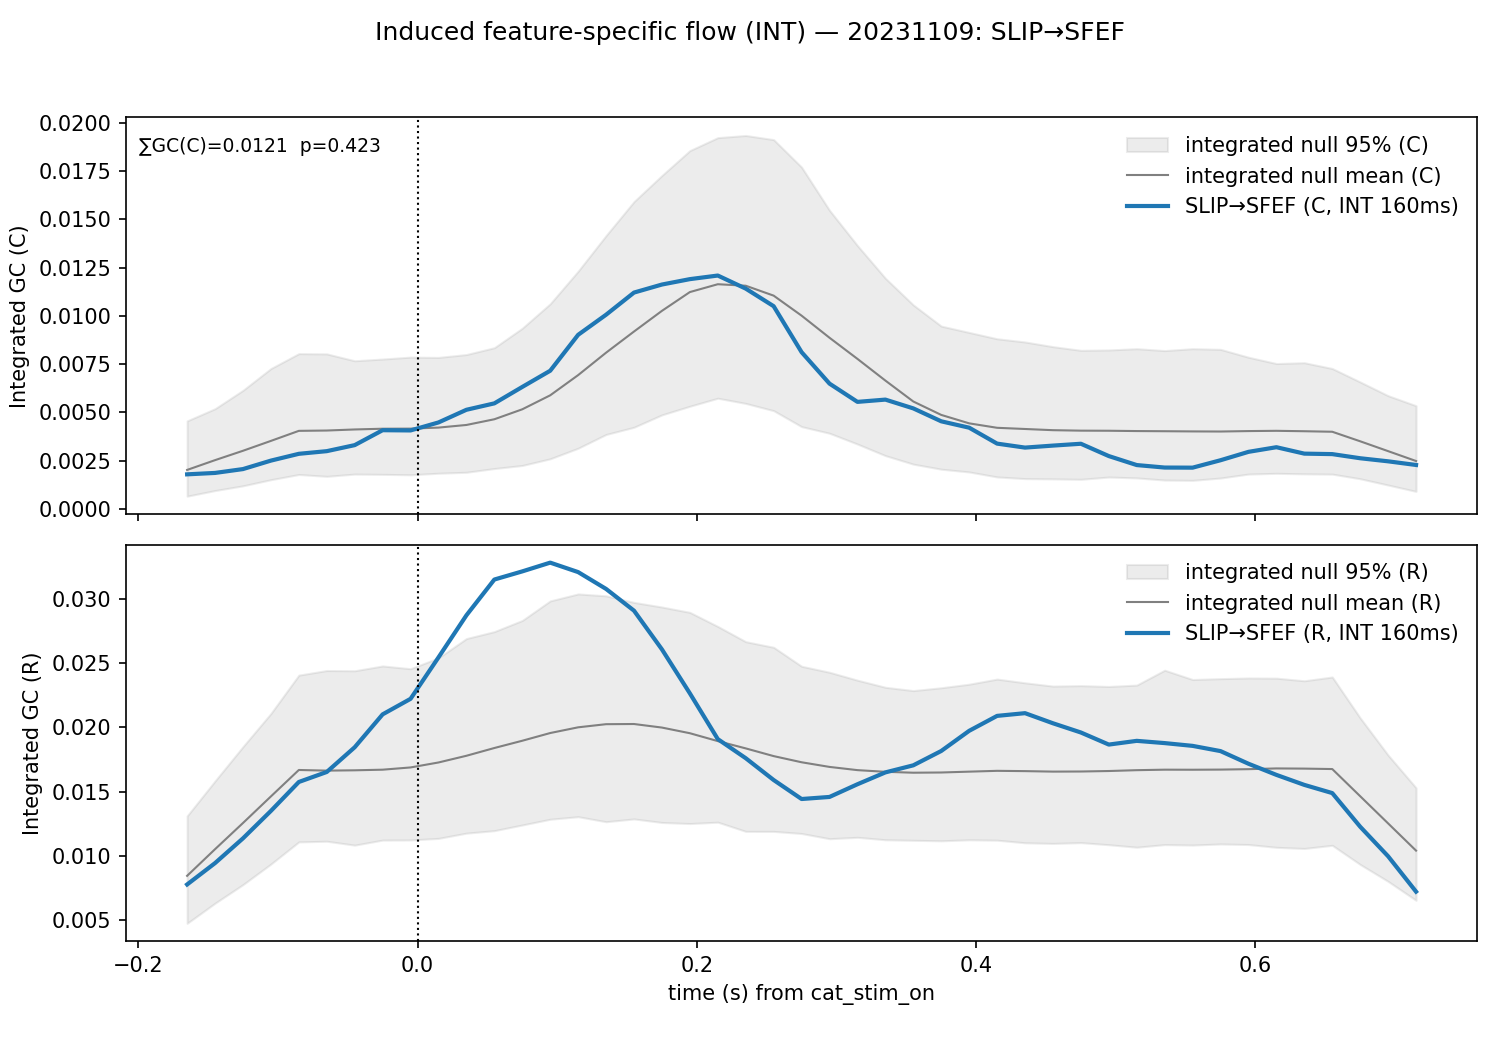 Induced feature-specific flow (INT) — 20231109: SLIP→SFEF
∑GC(C)=0.0121  p=0.423
integrated null 95% (C)
integrated null mean (C)
SLIP→SFEF (C, INT 160ms)
Integrated GC (C)
0.0200
0.0175
0.0150
0.0125
0.0100
0.0075
0.0050
0.0025
0.0000
integrated null 95% (R)
integrated null mean (R)
SLIP→SFEF (R, INT 160ms)
Integrated GC (R)
0.030
0.025
0.020
0.015
0.010
0.005
−0.2 0.0 0.2 0.4 0.6
time (s) from cat_stim_on